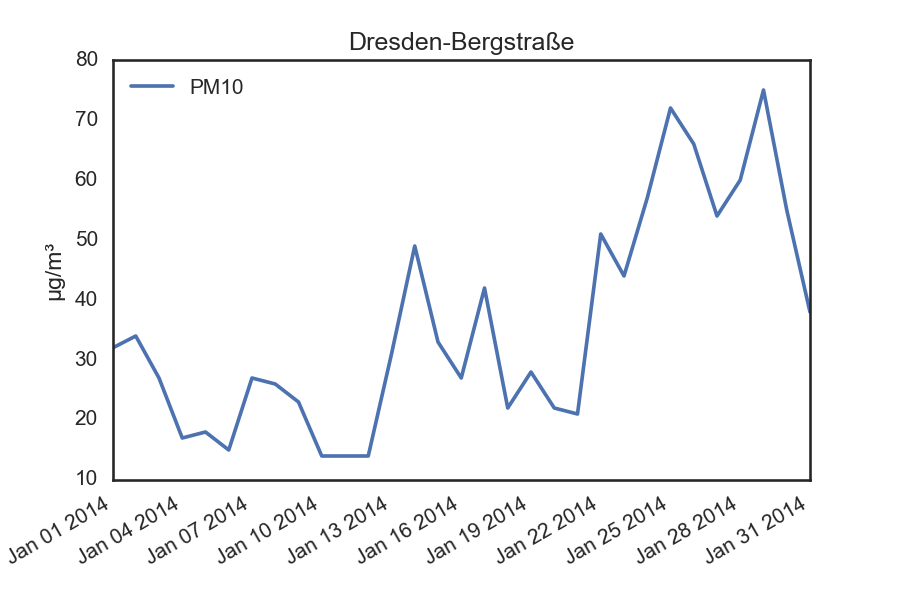 Dresden-Bergstraße
80
PM10
70
60
50
µg/m³
40
30
20
10
Jan 01 2014
Jan 04 2014
Jan 07 2014
Jan 10 2014
Jan 13 2014
Jan 16 2014
Jan 19 2014
Jan 22 2014
Jan 25 2014
Jan 28 2014
Jan 31 2014